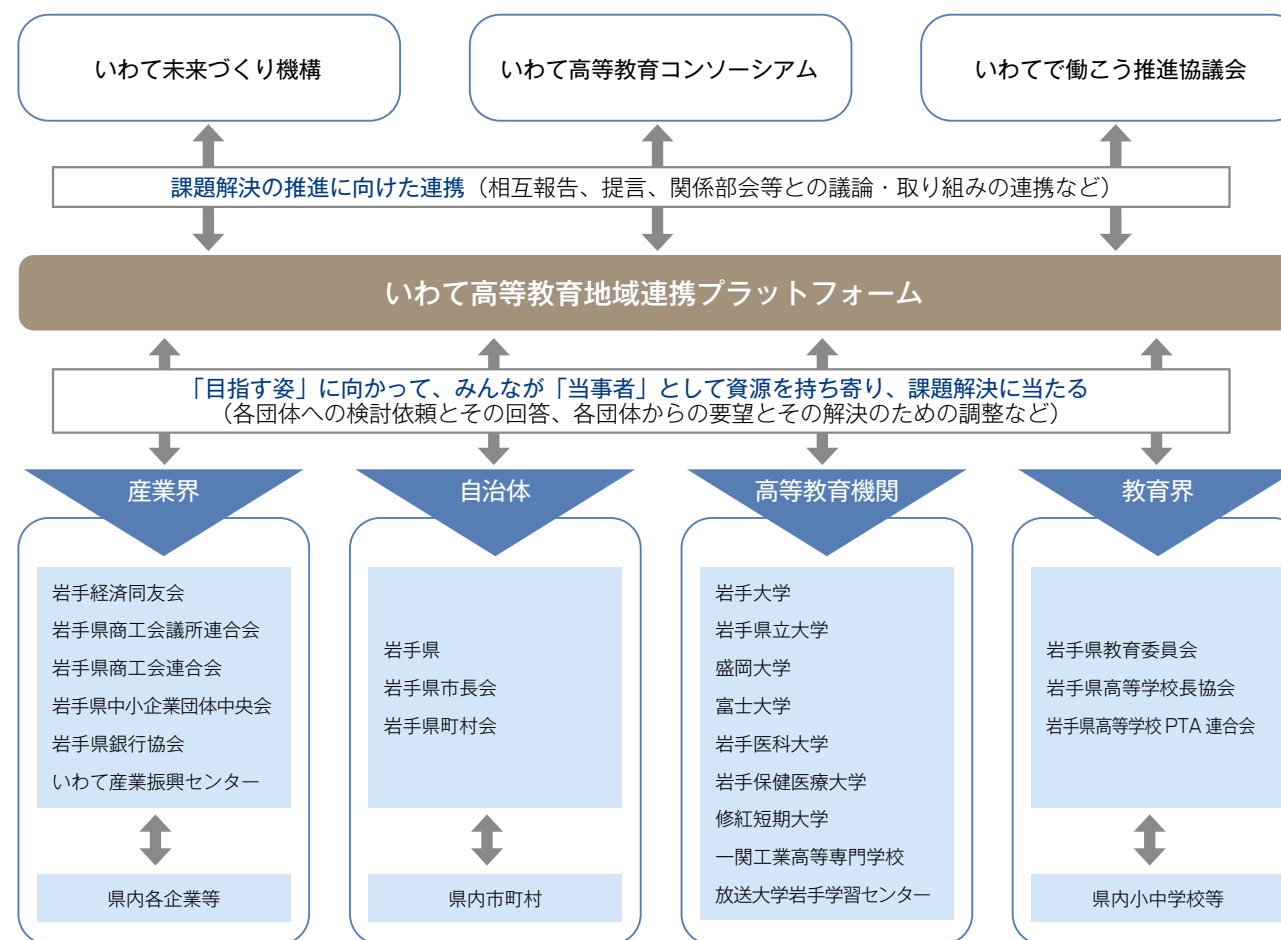 いわて未来づくり機構
いわて高等教育コンソーシアム
いわてで働こう推進協議会
課題解決の推進に向けた連携（相互報告、提言、関係部会等との議論・取り組みの連携など）
いわて高等教育地域連携プラットフォーム
「目指す姿」に向かって、みんなが「当事者」として資源を持ち寄り、課題解決に当たる
（各団体への検討依頼とその回答、各団体からの要望とその解決のための調整など）
産業界
岩手経済同友会
岩手県商工会議所連合会
岩手県商工会連合会
岩手県中小企業団体中央会
岩手県銀行協会
いわて産業振興センター
県内各企業等
自治体
岩手県
岩手県市長会
岩手県町村会
県内市町村
高等教育機関
岩手大学
岩手県立大学
盛岡大学
富士大学
岩手医科大学
岩手保健医療大学
修紅短期大学
一関工業高等専門学校
放送大学岩手学習センター
教育界
岩手県教育委員会
岩手県高等学校長協会
岩手県高等学校 PTA 連合会
県内小中学校等